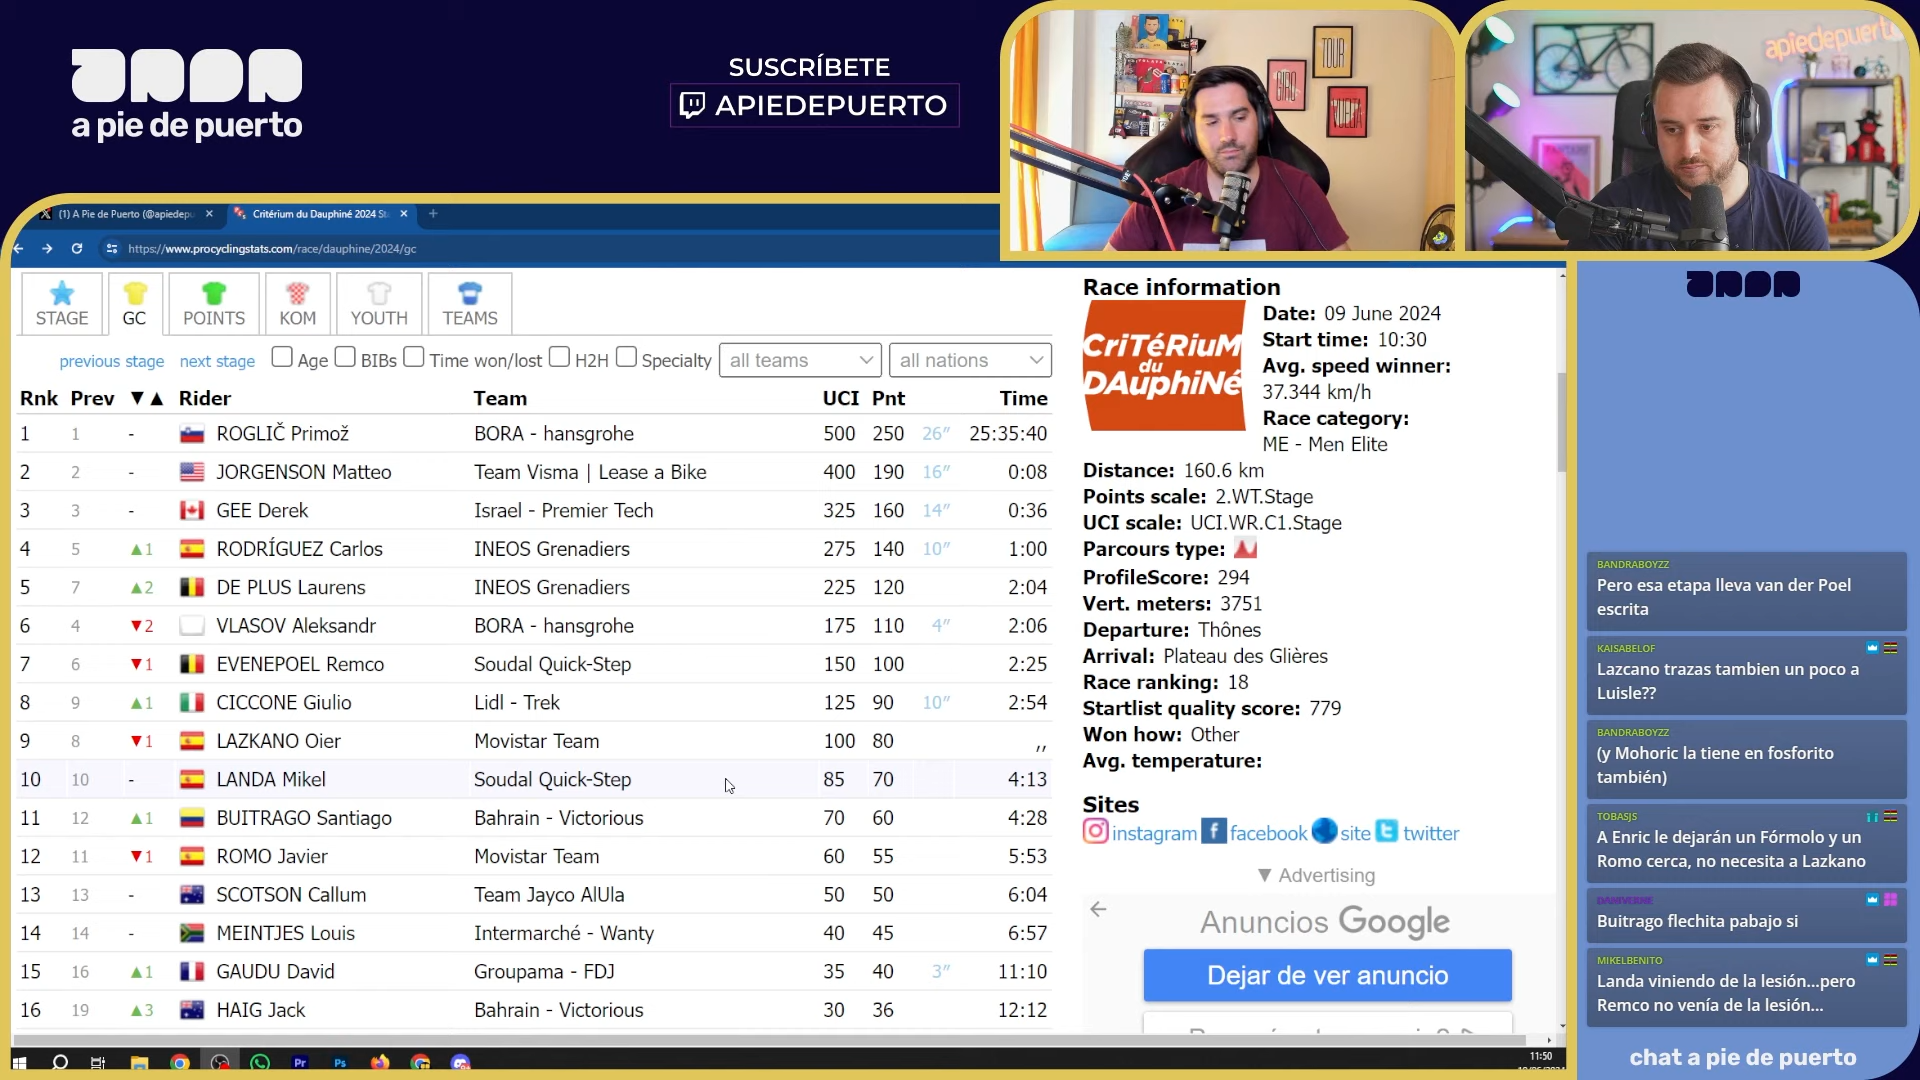 a pie de puerto
SUSCRÍBETE
APIEDEPUERTO
TOUR
GIRO
VUELTA
apiedepuerto
(1) A Pie de Puerto (@apiedepu
Critérium du Dauphiné 2024 St
https://www.procyclingstats.com/race/dauphine/2024/gc
STAGE GC POINTS KOM YOUTH TEAMS
previous stage next stage Age BIBs Time won/lost H2H Specialty all teams all nations
Rnk Prev ▼▲ Rider Team UCI Pnt Time
1 1 - ROGLIČ Primož BORA - hansgrohe 500 250 26″ 25:35:40
2 2 - JORGENSON Matteo Team Visma | Lease a Bike 400 190 16″ 0:08
3 3 - GEE Derek Israel - Premier Tech 325 160 14″ 0:36
4 5 ▲1 RODRÍGUEZ Carlos INEOS Grenadiers 275 140 10″ 1:00
5 7 ▲2 DE PLUS Laurens INEOS Grenadiers 225 120 2:04
6 4 ▼2 VLASOV Aleksandr BORA - hansgrohe 175 110 4″ 2:06
7 6 ▼1 EVENEPOEL Remco Soudal Quick-Step 150 100 2:25
8 9 ▲1 CICCONE Giulio Lidl - Trek 125 90 10″ 2:54
9 8 ▼1 LAZKANO Oier Movistar Team 100 80 ,,
10 10 - LANDA Mikel Soudal Quick-Step 85 70 4:13
11 12 ▲1 BUITRAGO Santiago Bahrain - Victorious 70 60 4:28
12 11 ▼1 ROMO Javier Movistar Team 60 55 5:53
13 13 - SCOTSON Callum Team Jayco AlUla 50 50 6:04
14 14 - MEINTJES Louis Intermarché - Wanty 40 45 6:57
15 16 ▲1 GAUDU David Groupama - FDJ 35 40 3″ 11:10
16 19 ▲3 HAIG Jack Bahrain - Victorious 30 36 12:12
Race information
CriTéRiuM
du
DAuphiNé
Date: 09 June 2024
Start time: 10:30
Avg. speed winner:
37.344 km/h
Race category:
ME - Men Elite
Distance: 160.6 km
Points scale: 2.WT.Stage
UCI scale: UCI.WR.C1.Stage
Parcours type:
ProfileScore: 294
Vert. meters: 3751
Departure: Thônes
Arrival: Plateau des Glières
Race ranking: 18
Startlist quality score: 779
Won how: Other
Avg. temperature:
Sites
instagram facebook site twitter
▼ Advertising
Anuncios Google
Dejar de ver anuncio
BANDRABOYZZ
Pero esa etapa lleva van der Poel
escrita
KAISABELOF
Lazcano trazas tambien un poco a
Luisle??
BANDRABOYZZ
(y Mohoric la tiene en fosforito
también)
TOBASJS
A Enric le dejarán un Fórmolo y un
Romo cerca, no necesita a Lazkano
Buitrago flechita pabajo si
MIKELBENITO
Landa viniendo de la lesión...pero
Remco no venía de la lesión...
chat a pie de puerto
Pr Ps
11:50